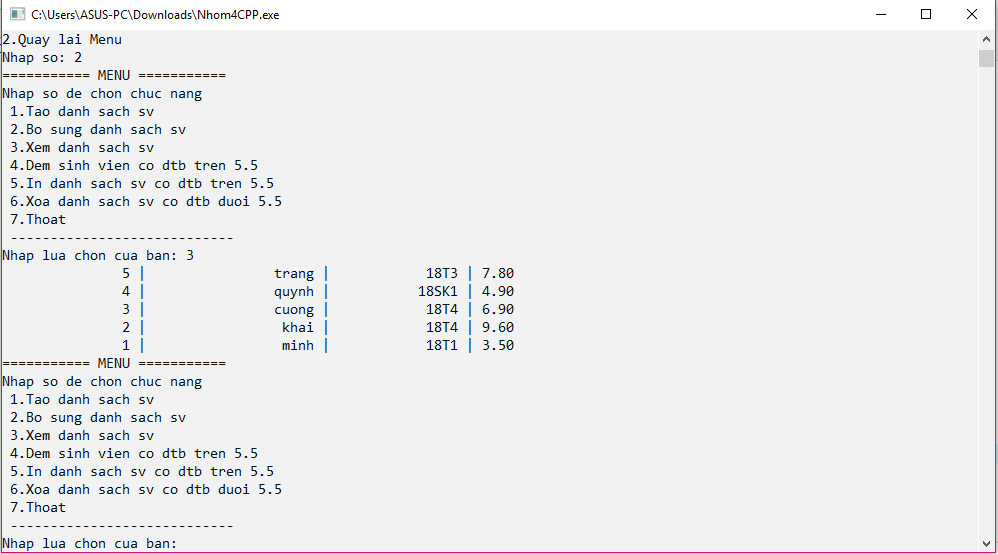 C:\Users\ASUS-PC\Downloads\Nhom4CPP.exe
2.Quay lai Menu
Nhap so: 2
=========== MENU ===========
Nhap so de chon chuc nang
 1.Tao danh sach sv
 2.Bo sung danh sach sv
 3.Xem danh sach sv
 4.Dem sinh vien co dtb tren 5.5
 5.In danh sach sv co dtb tren 5.5
 6.Xoa danh sach sv co dtb duoi 5.5
 7.Thoat
 ----------------------------
Nhap lua chon cua ban: 3
               5 |                trang |            18T3 | 7.80
               4 |                quynh |           18SK1 | 4.90
               3 |                cuong |            18T4 | 6.90
               2 |                 khai |            18T4 | 9.60
               1 |                 minh |            18T1 | 3.50
=========== MENU ===========
Nhap so de chon chuc nang
 1.Tao danh sach sv
 2.Bo sung danh sach sv
 3.Xem danh sach sv
 4.Dem sinh vien co dtb tren 5.5
 5.In danh sach sv co dtb tren 5.5
 6.Xoa danh sach sv co dtb duoi 5.5
 7.Thoat
 ----------------------------
Nhap lua chon cua ban: